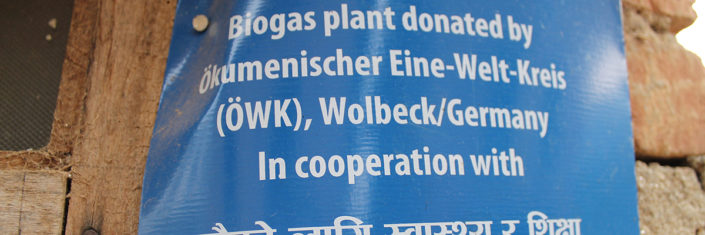 Biogas plant donated by
Ökumenischer Eine-Welt-Kreis
(ÖWK), Wolbeck/Germany
In cooperation with
लागि स्वास्थ्य र शिक्षा